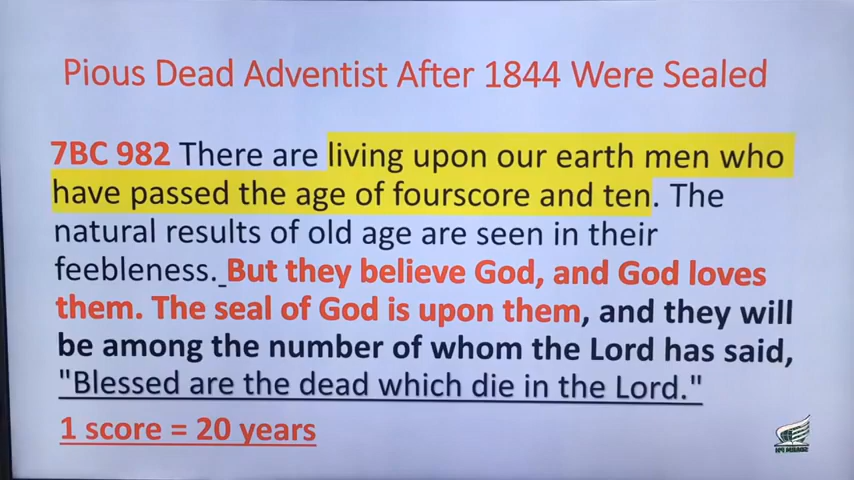 Pious Dead Adventist After 1844 Were Sealed
7BC 982 There are living upon our earth men who
have passed the age of fourscore and ten. The
natural results of old age are seen in their
feebleness. But they believe God, and God loves
them. The seal of God is upon them, and they will
be among the number of whom the Lord has said,
"Blessed are the dead which die in the Lord."
1 score = 20 years